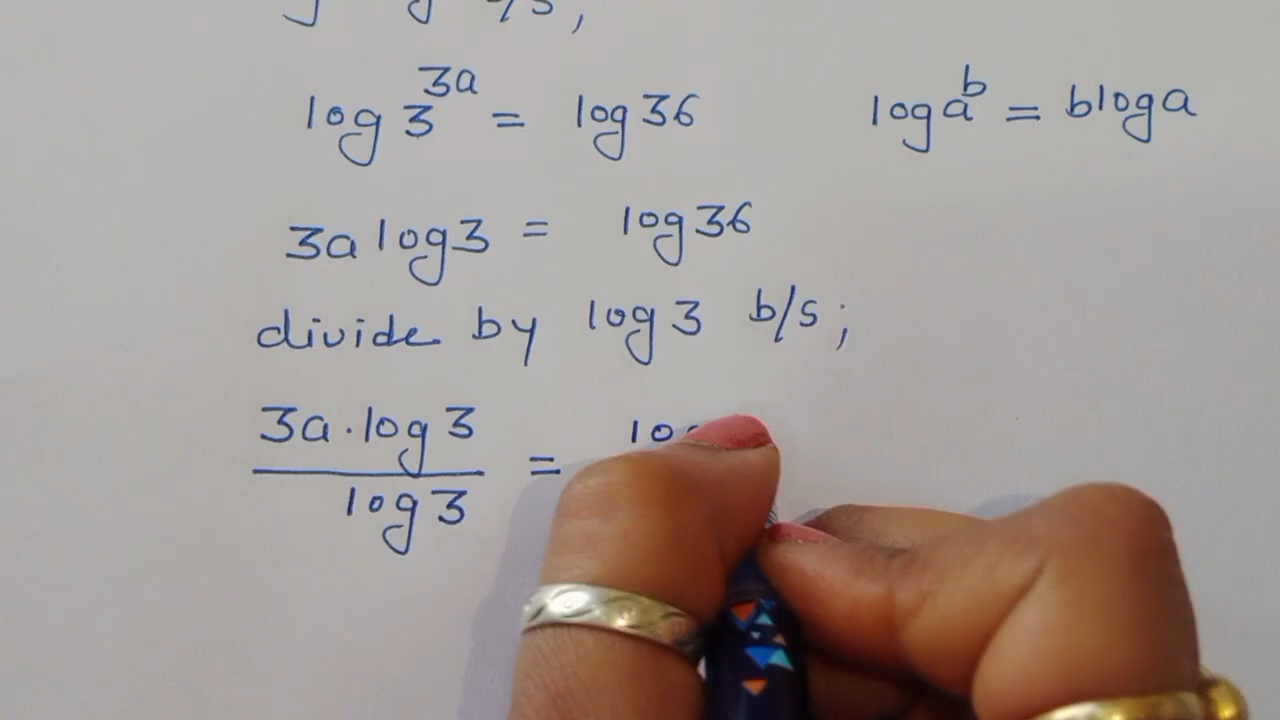 log 3^3a = log 36 log a^b = b log a
3a log 3 = log 36
divide by log 3 b/s;
3a . log 3 / log 3 =